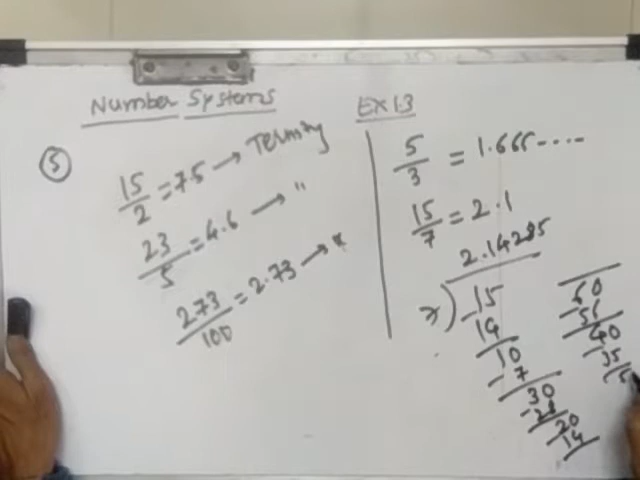 Number Systems
EX 1.3
5
15/2 = 7.5 → Terminy
23/5 = 4.6 → "
273/100 = 2.73 → "
5/3 = 1.666....
15/7 = 2.1
2.14285
7) 15
14
10
7
30
28
20
14
60
56
40
35
5